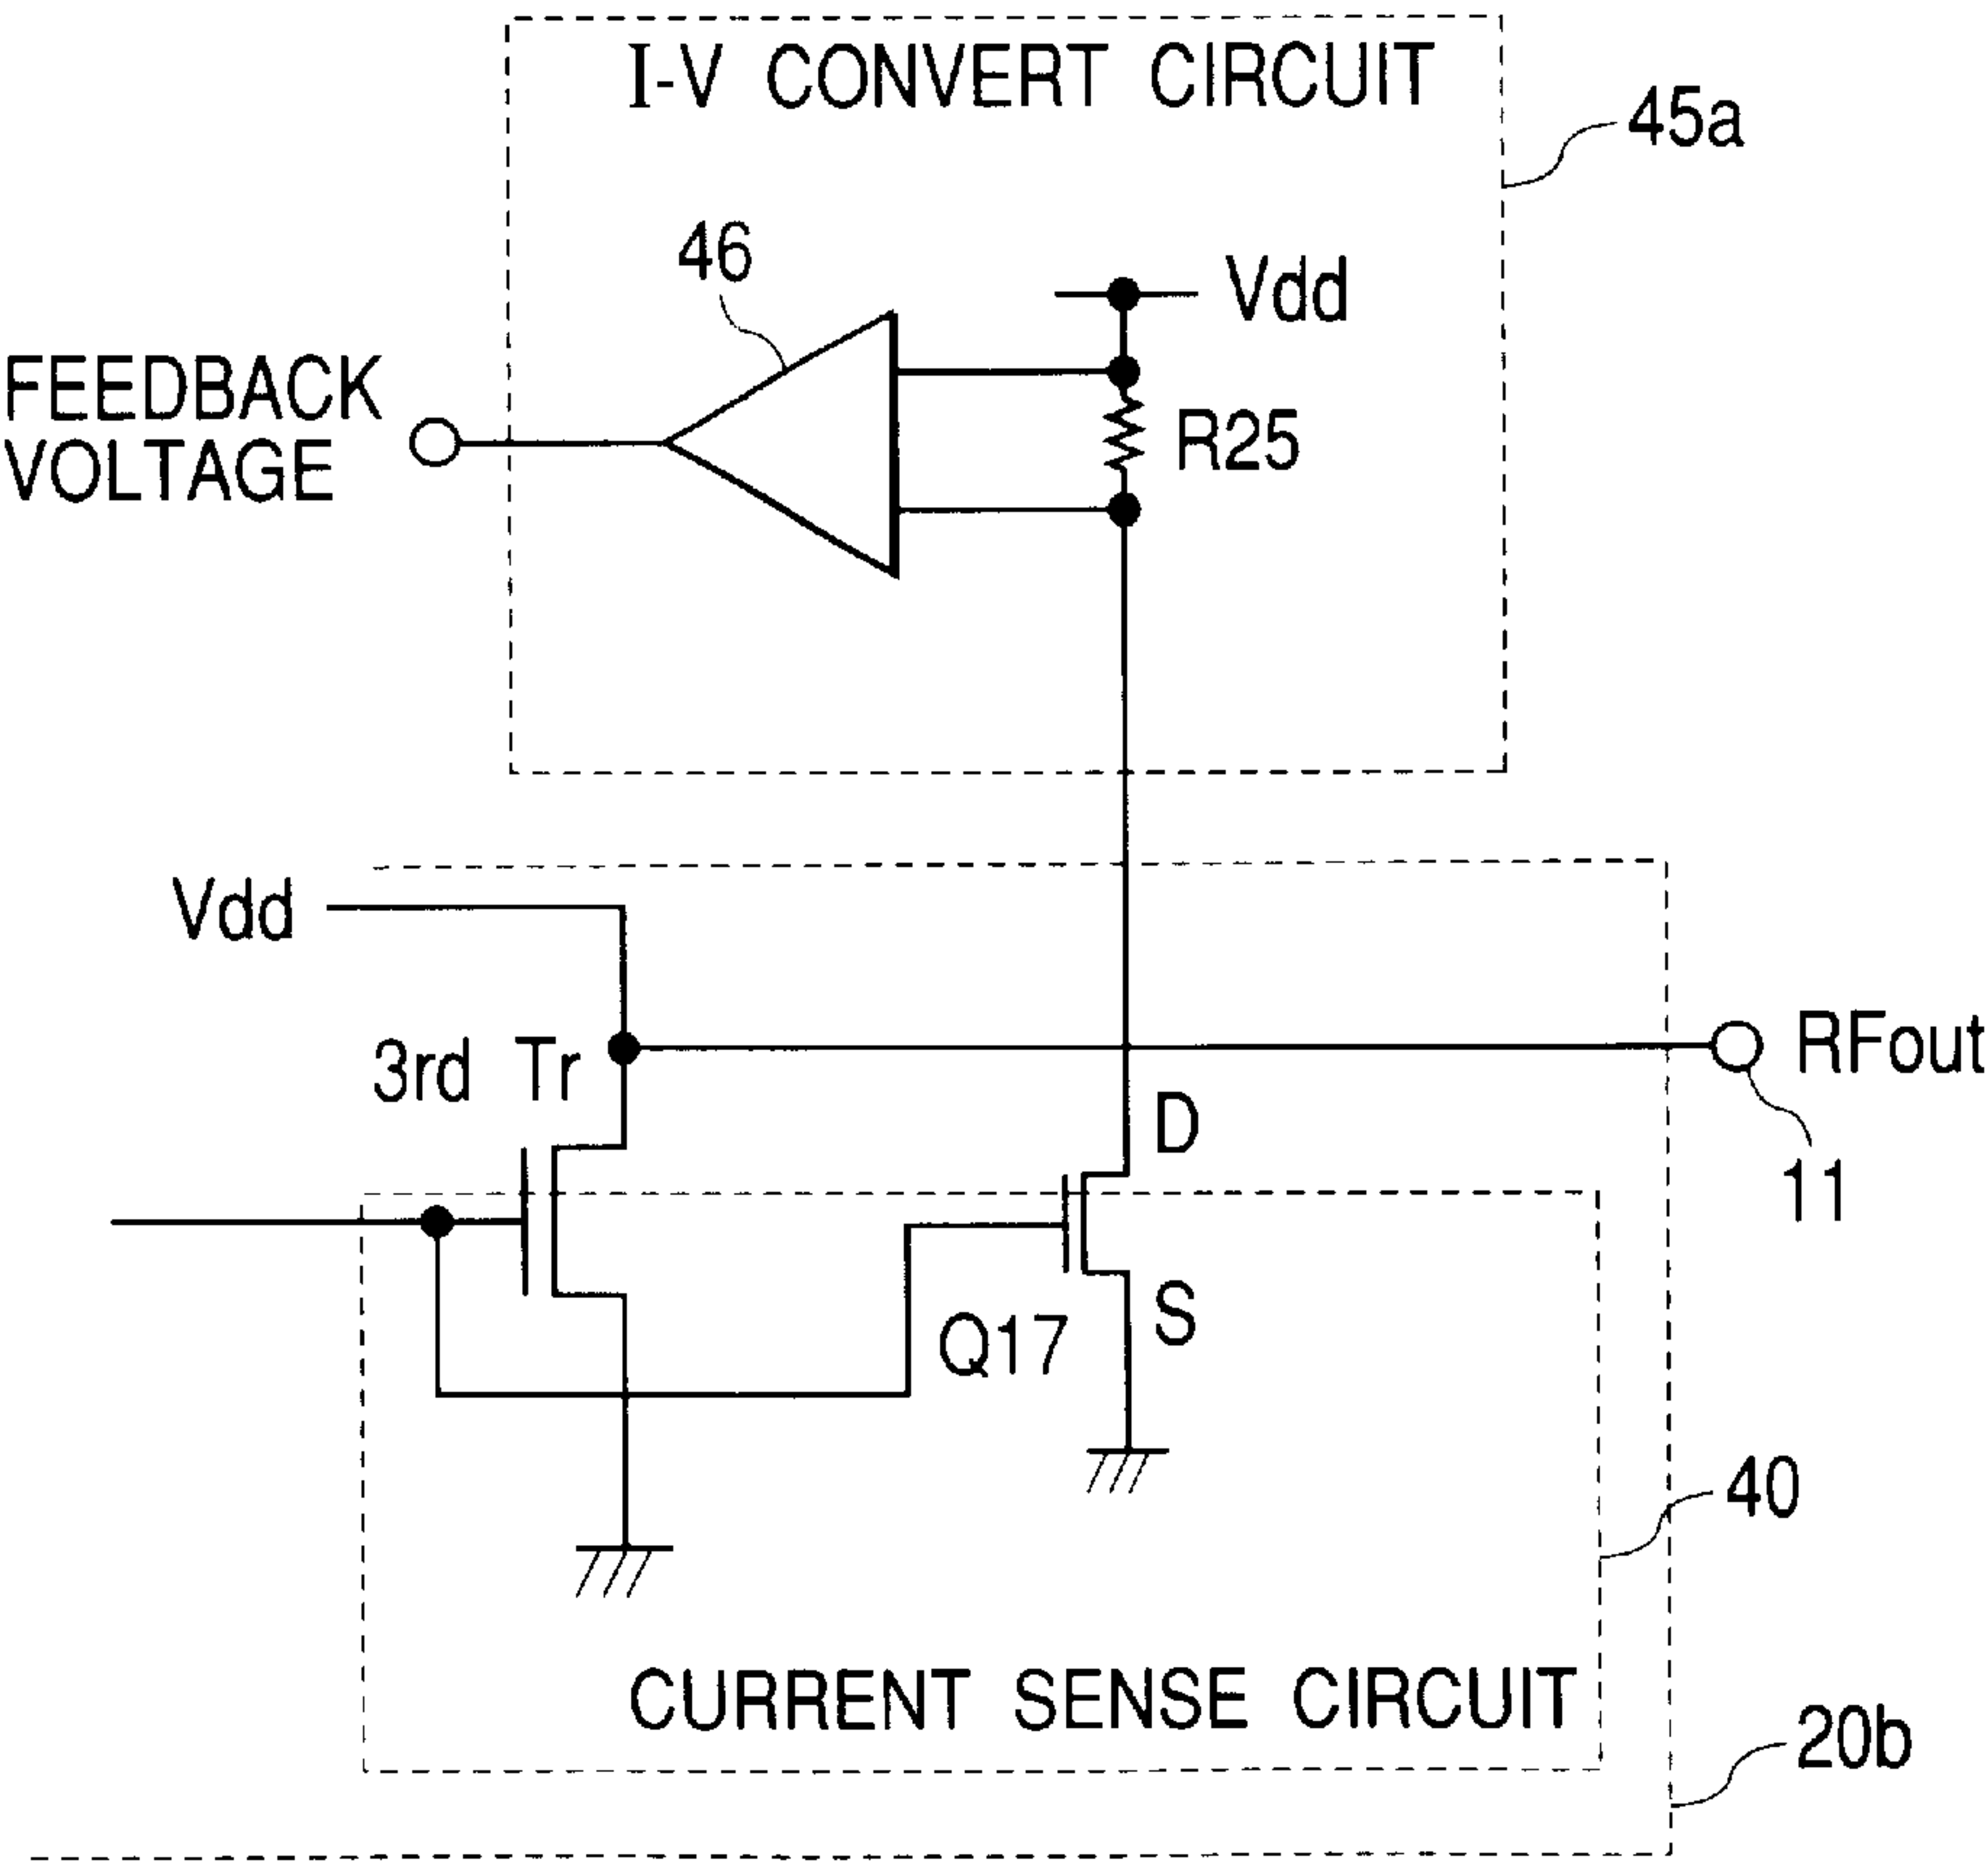 I-V CONVERT CIRCUIT
45a
46
Vdd
FEEDBACK
VOLTAGE
R25
Vdd
3rd Tr
RFout
D
11
S
Q17
40
CURRENT SENSE CIRCUIT
20b